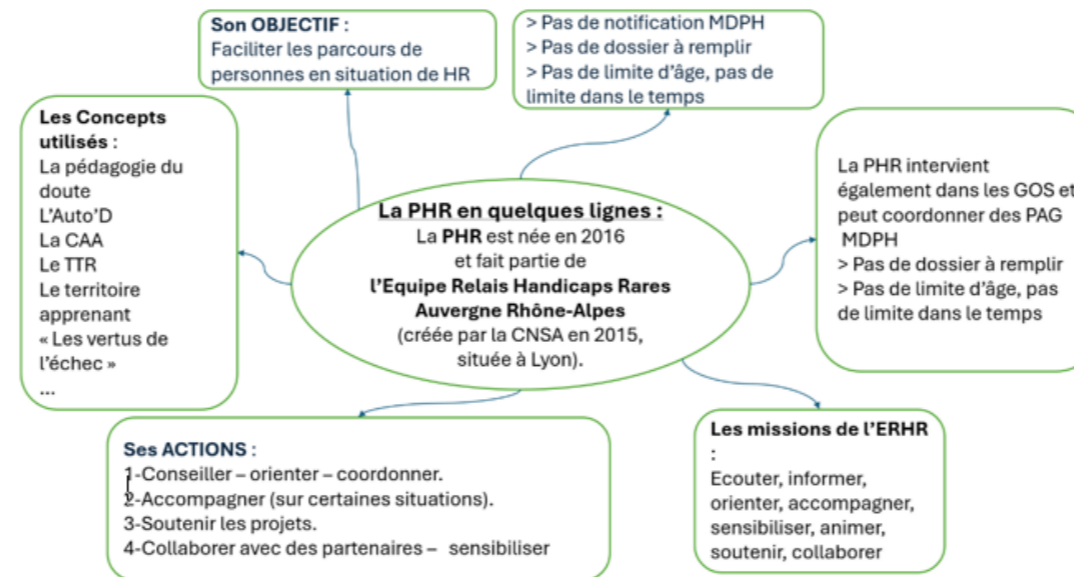 Son OBJECTIF :
Faciliter les parcours de
personnes en situation de HR
> Pas de notification MDPH
> Pas de dossier à remplir
> Pas de limite d'âge, pas de
limite dans le temps
Les Concepts
utilisés :
La pédagogie du
doute
L'Auto'D
La CAA
Le TTR
Le territoire
apprenant
« Les vertus de
l'échec »
...
La PHR en quelques lignes :
La PHR est née en 2016
et fait partie de
l'Equipe Relais Handicaps Rares
Auvergne Rhône-Alpes
(créée par la CNSA en 2015,
située à Lyon).
La PHR intervient
également dans les GOS et
peut coordonner des PAG
MDPH
> Pas de dossier à remplir
> Pas de limite d'âge, pas
de limite dans le temps
Ses ACTIONS :
1-Conseiller – orienter – coordonner.
2-Accompagner (sur certaines situations).
3-Soutenir les projets.
4-Collaborer avec des partenaires – sensibiliser
Les missions de l'ERHR
:
Ecouter, informer,
orienter, accompagner,
sensibiliser, animer,
soutenir, collaborer